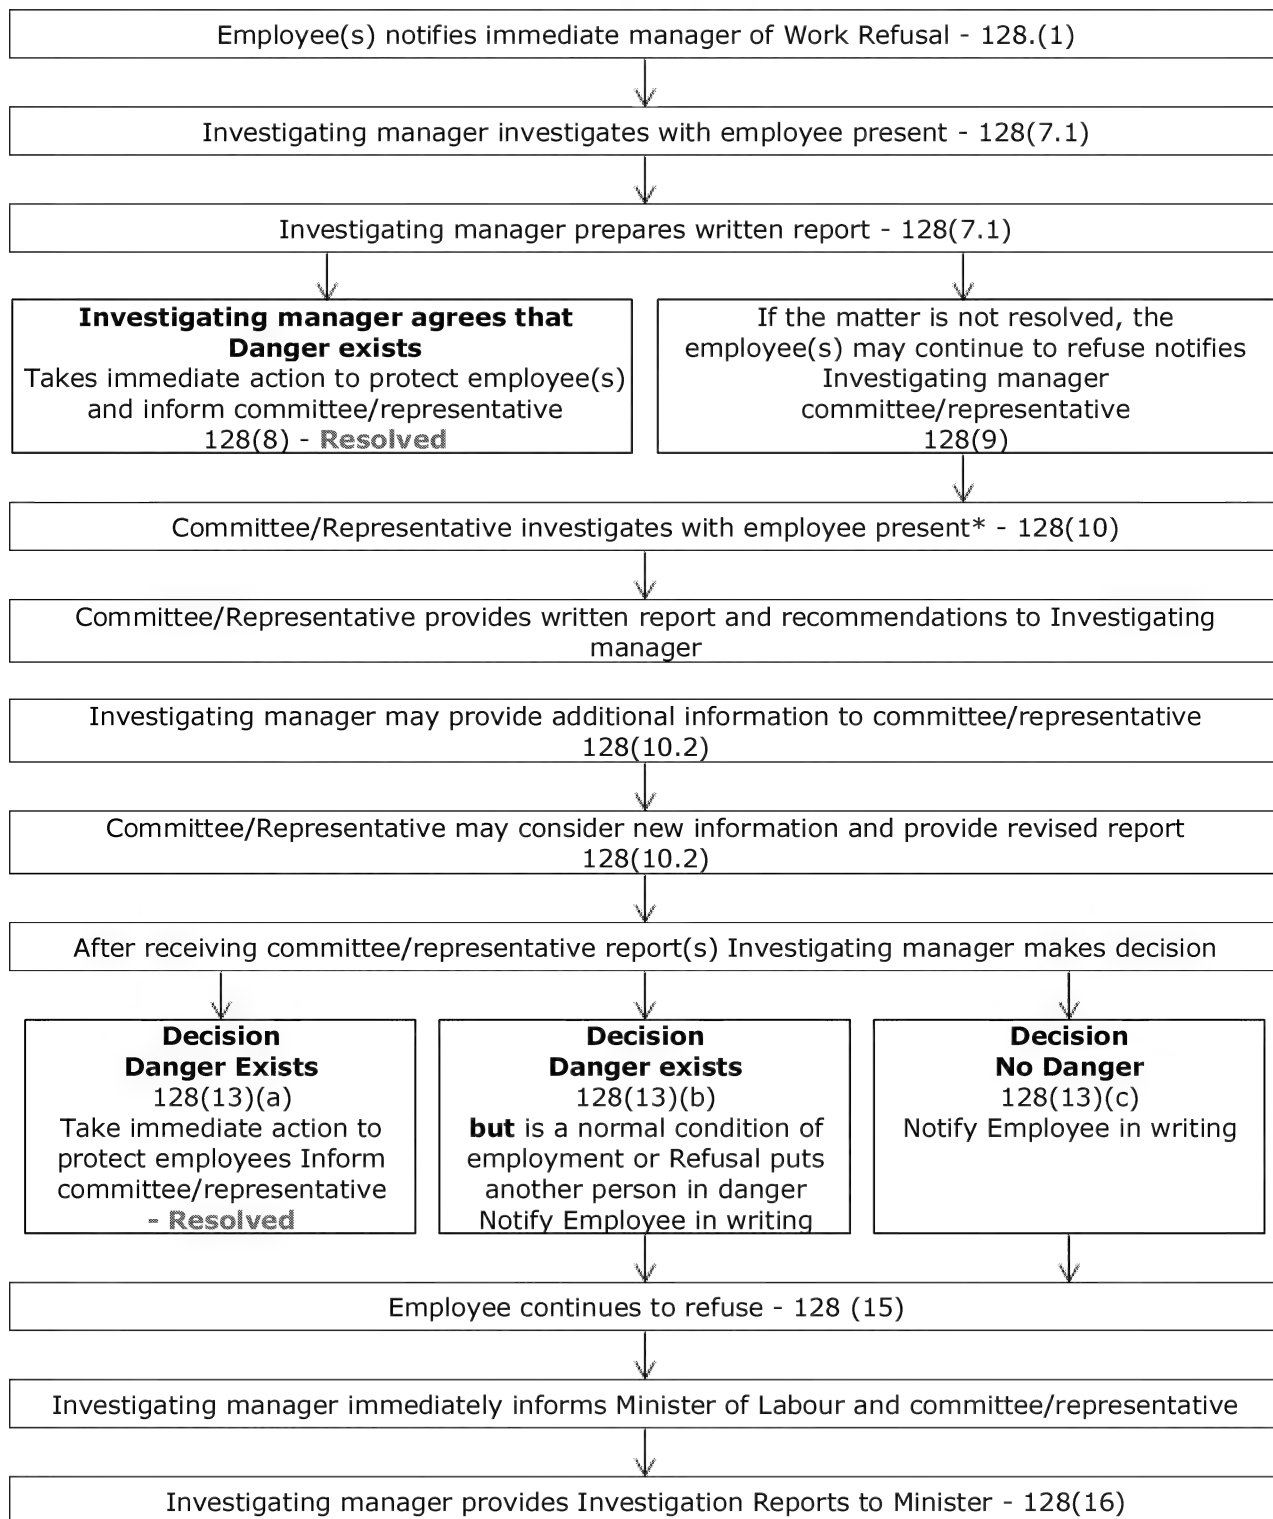 Employee(s) notifies immediate manager of Work Refusal - 128.(1)
Investigating manager investigates with employee present - 128(7.1)
Investigating manager prepares written report - 128(7.1)
Investigating manager agrees that
Danger exists
Takes immediate action to protect employee(s)
and inform committee/representative
128(8) - Resolved
If the matter is not resolved, the
employee(s) may continue to refuse notifies
Investigating manager
committee/representative
128(9)
Committee/Representative investigates with employee present* - 128(10)
Committee/Representative provides written report and recommendations to Investigating
manager
Investigating manager may provide additional information to committee/representative
128(10.2)
Committee/Representative may consider new information and provide revised report
128(10.2)
After receiving committee/representative report(s) Investigating manager makes decision
Decision
Danger Exists
128(13)(a)
Take immediate action to
protect employees Inform
committee/representative
- Resolved
Decision
Danger exists
128(13)(b)
but is a normal condition of
employment or Refusal puts
another person in danger
Notify Employee in writing
Decision
No Danger
128(13)(c)
Notify Employee in writing
Employee continues to refuse - 128 (15)
Investigating manager immediately informs Minister of Labour and committee/representative
Investigating manager provides Investigation Reports to Minister - 128(16)